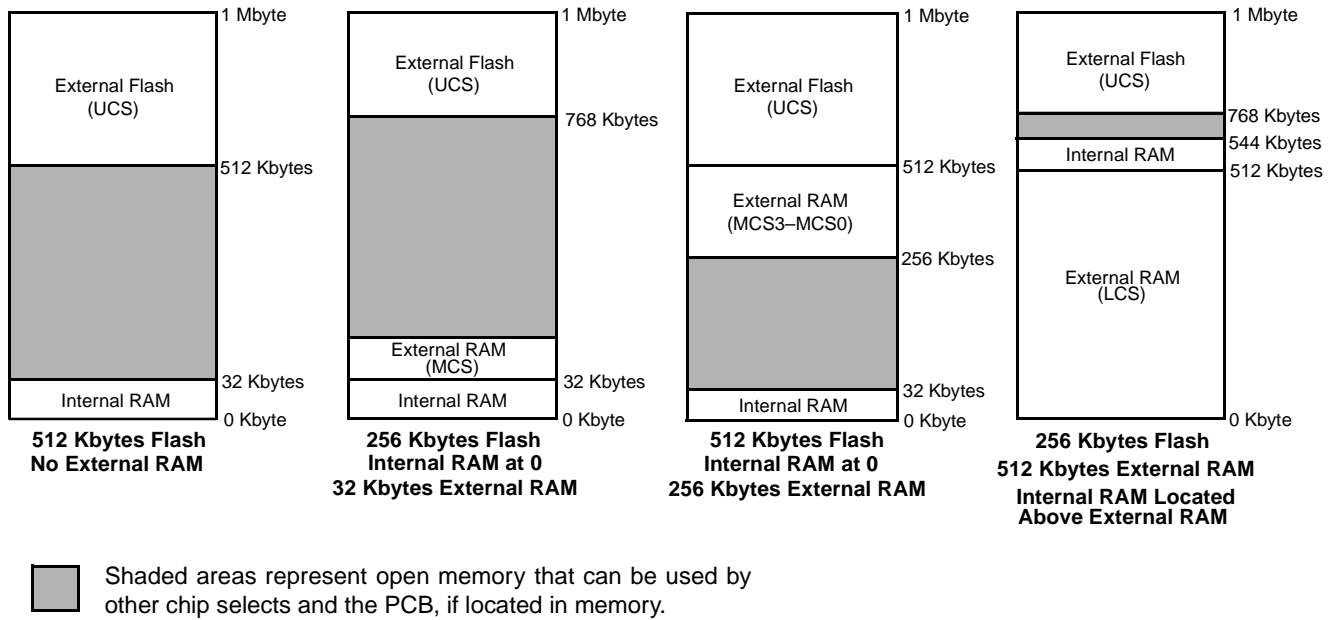 1 Mbyte
External Flash
(UCS)
512 Kbytes
32 Kbytes
Internal RAM
0 Kbyte
512 Kbytes Flash
No External RAM
1 Mbyte
External Flash
(UCS)
768 Kbytes
External RAM
(MCS)
32 Kbytes
Internal RAM
0 Kbyte
256 Kbytes Flash
Internal RAM at 0
32 Kbytes External RAM
1 Mbyte
External Flash
(UCS)
512 Kbytes
External RAM
(MCS3–MCS0)
256 Kbytes
32 Kbytes
Internal RAM
0 Kbyte
512 Kbytes Flash
Internal RAM at 0
256 Kbytes External RAM
1 Mbyte
External Flash
(UCS)
768 Kbytes
544 Kbytes
Internal RAM
512 Kbytes
External RAM
(LCS)
0 Kbyte
256 Kbytes Flash
512 Kbytes External RAM
Internal RAM Located
Above External RAM
Shaded areas represent open memory that can be used by
other chip selects and the PCB, if located in memory.